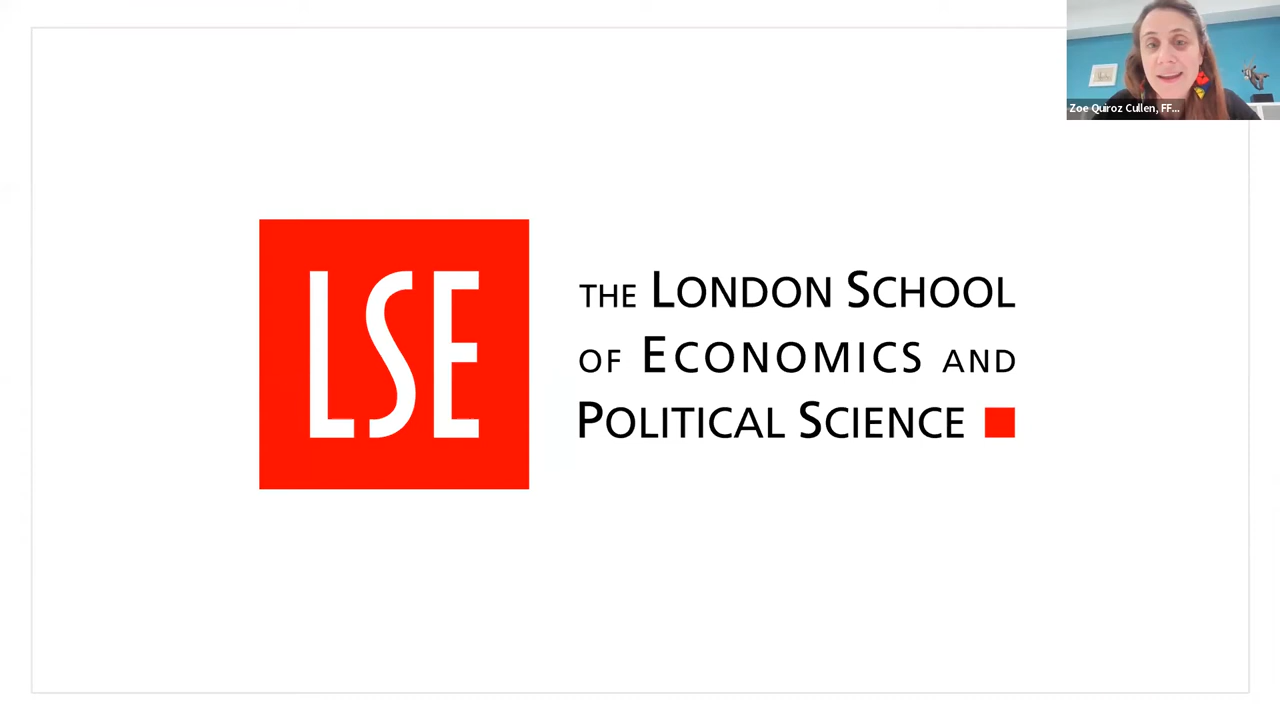 Zoe Quiroz Cullen, FF...
LSE
THE LONDON SCHOOL
OF ECONOMICS AND
POLITICAL SCIENCE